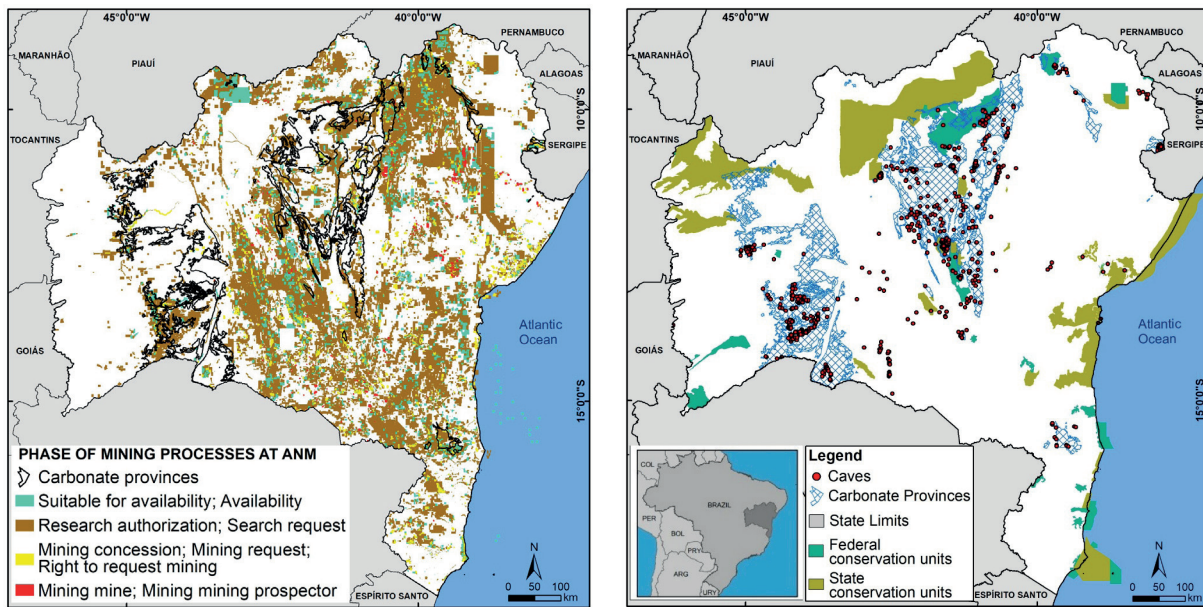 45°0'0"W
40°0'0"W
PERNAMBUCO
MARANHÃO
PIAUÍ
ALAGOAS
10°0'0"S
TOCANTINS
SERGIPE
Atlantic
Ocean
GOIÁS
15°0'0"S
PHASE OF MINING PROCESSES AT ANM
Carbonate provinces
Suitable for availability; Availability
Research authorization; Search request
Mining concession; Mining request;
Right to request mining
Mining mine; Mining mining prospector
N
0 50 100
km
ESPÍRITO SANTO
45°0'0"W
40°0'0"W
PERNAMBUCO
MARANHÃO
PIAUÍ
ALAGOAS
10°0'0"S
TOCANTINS
SERGIPE
Atlantic
Ocean
GOIÁS
15°0'0"S
COL
BRAZIL
PER
BOL
PRY
ARG
URY
Legend
Caves
Carbonate Provinces
State Limits
Federal
conservation units
State
conservation units
N
0 50 100
km
ESPÍRITO SANTO